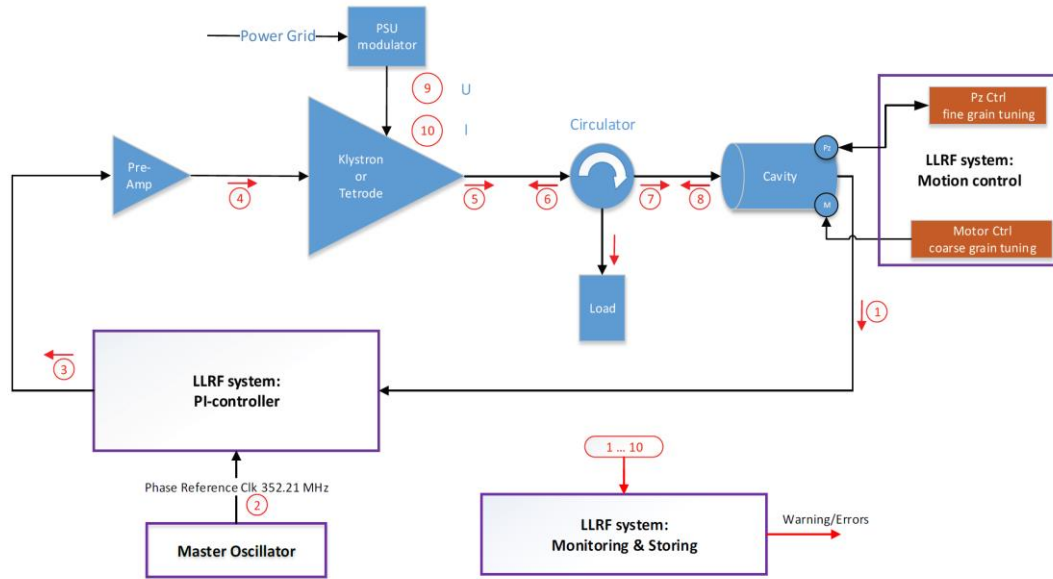 Power Grid
PSU
modulator
9
U
10
I
Circulator
Pre-
Amp
4
Klystron
or
Tetrode
5
6
7
8
Cavity
Pz
M
Pz Ctrl
fine grain tuning
LLRF system:
Motion control
Motor Ctrl
coarse grain tuning
Load
1
3
LLRF system:
PI-controller
Phase Reference Clk 352.21 MHz
2
Master Oscillator
1 ... 10
LLRF system:
Monitoring & Storing
Warning/Errors